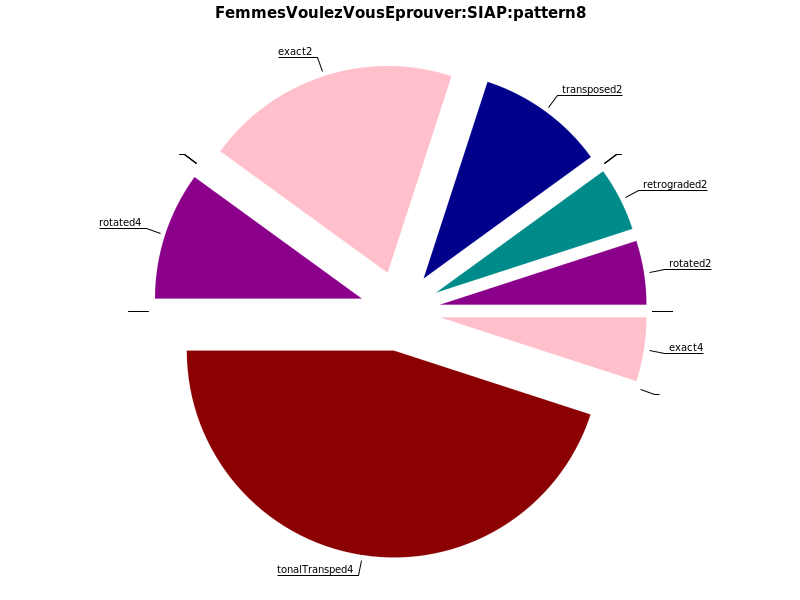 FemmesVoulezVousEprouver:SIAP:pattern8
exact2
transposed2
retrograded2
rotated4
rotated2
exact4
tonalTransped4